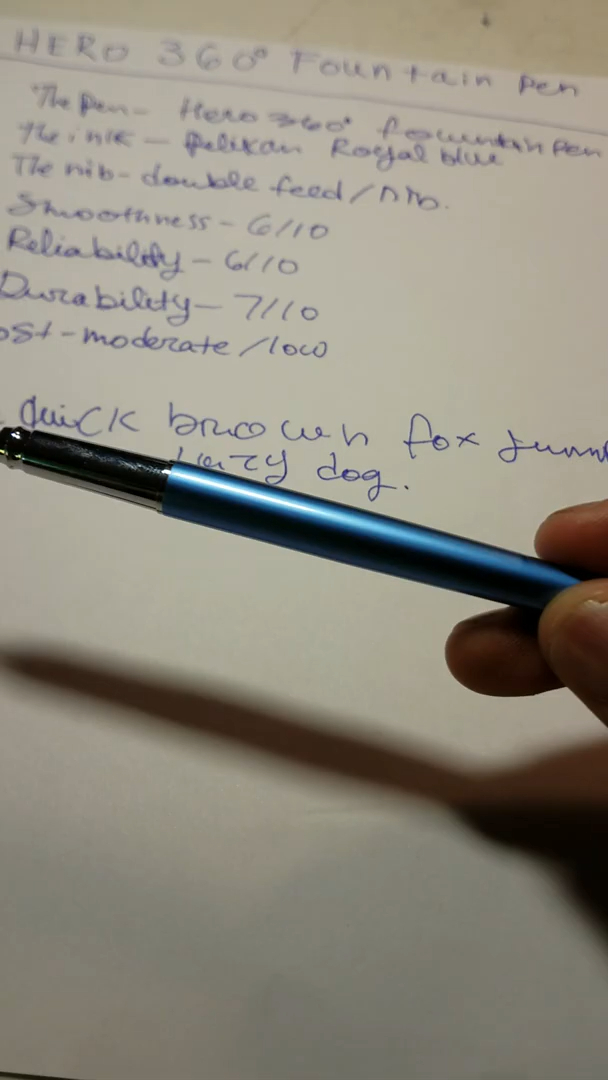 HERO 360° Fountain Pen
The Pen- Hero 360° fountain pen
The ink - Pelikan Royal blue
The nib- double feed/nib.
Smoothness - 6/10
Reliability - 6/10
Durability - 7/10
ost - moderate/low
quick brown fox jum
lazy dog.